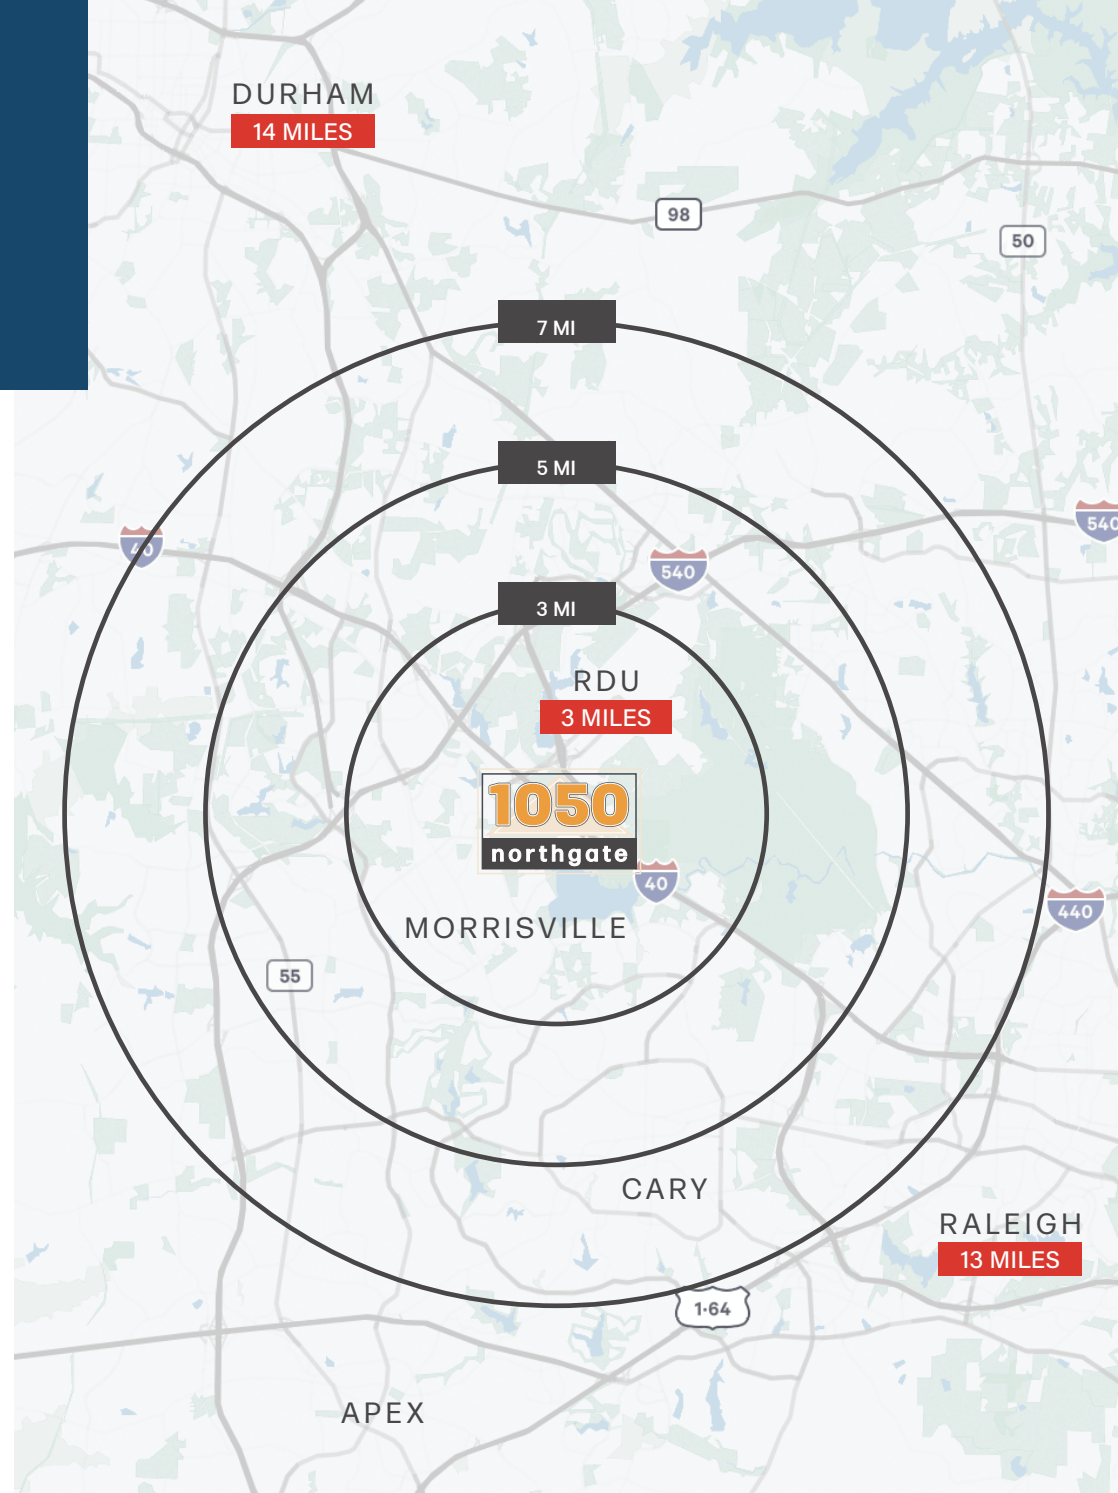 DURHAM
14 MILES
98
50
7 MI
5 MI
540
40
540
3 MI
RDU
3 MILES
1050
northgate
40
440
MORRISVILLE
55
CARY
RALEIGH
13 MILES
1·64
APEX